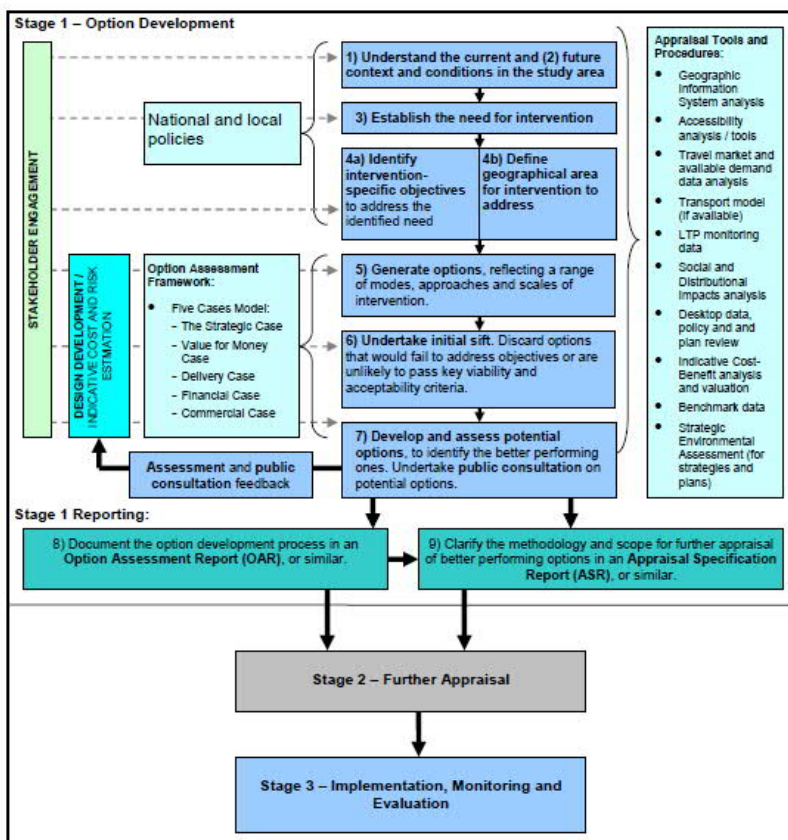 Stage 1 – Option Development
STAKEHOLDER ENGAGEMENT
National and local
policies
1) Understand the current and (2) future
context and conditions in the study area
3) Establish the need for intervention
4a) Identify
intervention-
specific objectives
to address the
identified need
4b) Define
geographical area
for intervention to
address
DESIGN DEVELOPMENT /
INDICATIVE COST AND RISK
ESTMATION
Option Assessment
Framework:
• Five Cases Model:
– The Strategic Case
– Value for Money
Case
– Delivery Case
– Financial Case
– Commercial Case
5) Generate options, reflecting a range
of modes, approaches and scales of
intervention.
6) Undertake initial sift. Discard options
that would fail to address objectives or are
unlikely to pass key viability and
acceptability criteria.
7) Develop and assess potential
options, to identify the better performing
ones. Undertake public consultation on
potential options.
Assessment and public
consultation feedback
Appraisal Tools and
Procedures:
• Geographic
Information
System analysis
• Accessibility
analysis / tools
• Travel market and
available demand
data analysis
• Transport model
(if available)
• LTP monitoring
data
• Social and
Distributional
Impacts analysis
• Desktop data,
policy and and
plan review
• Indicative Cost-
Benefit analysis
and valuation
• Benchmark data
• Strategic
Environmental
Assessment (for
strategies and
plans)
Stage 1 Reporting:
8) Document the option development process in an
Option Assessment Report (OAR), or similar.
9) Clarify the methodology and scope for further appraisal
of better performing options in an Appraisal Specification
Report (ASR), or similar.
Stage 2 – Further Appraisal
Stage 3 – Implementation, Monitoring and
Evaluation